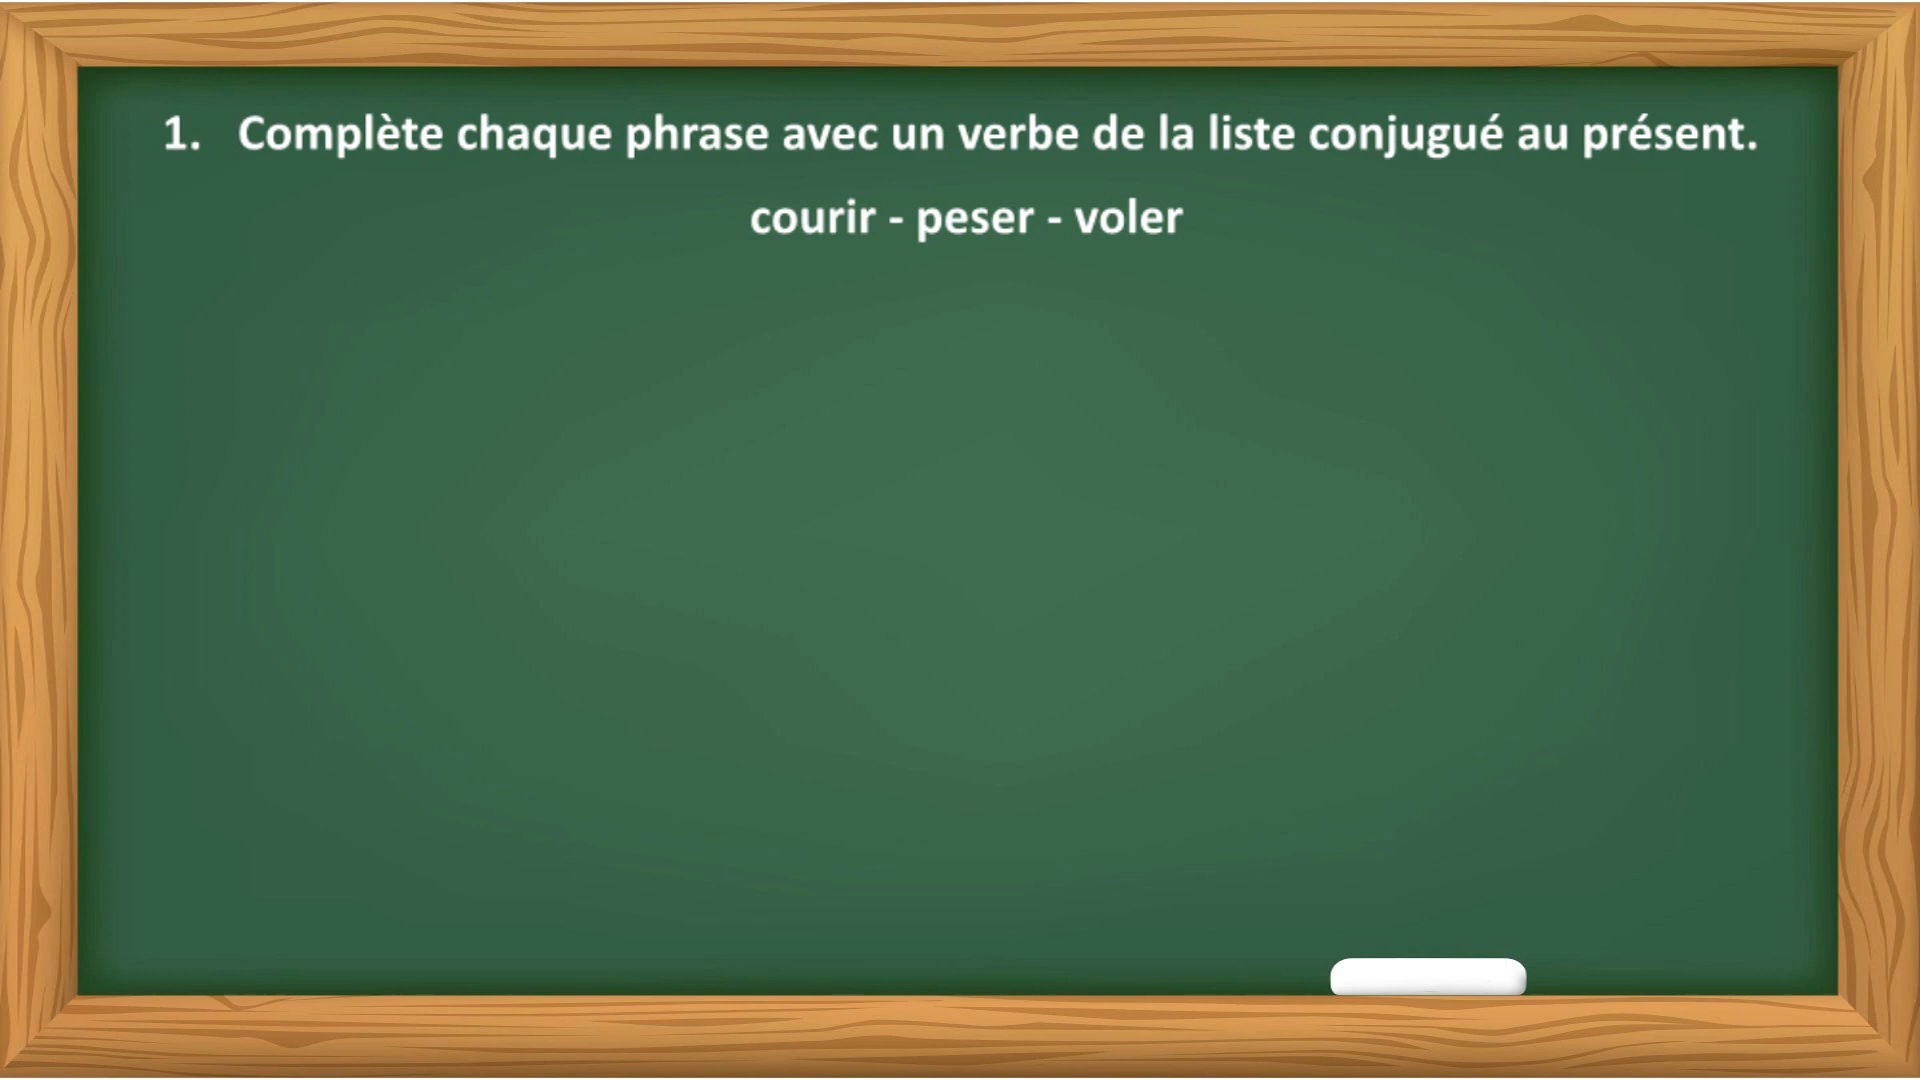 1. Complète chaque phrase avec un verbe de la liste conjugué au présent.
courir - peser - voler